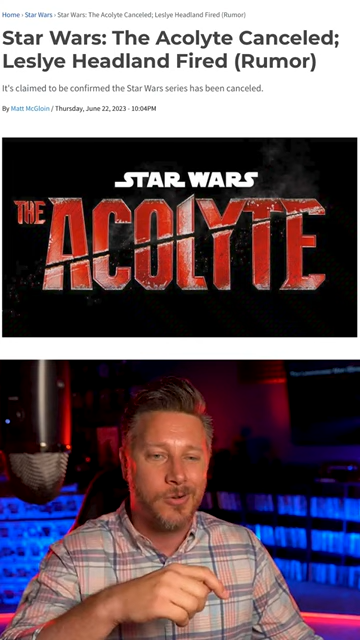 Home › Star Wars › Star Wars: The Acolyte Canceled; Leslye Headland Fired (Rumor)
Star Wars: The Acolyte Canceled;
Leslye Headland Fired (Rumor)
It's claimed to be confirmed the Star Wars series has been canceled.
By Matt McGloin / Thursday, June 22, 2023 - 10:04PM
STAR WARS
THE ACOLYTE